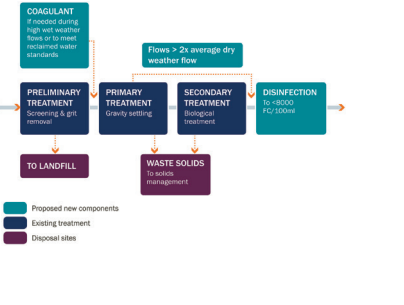 COAGULANT
If needed during
high wet weather
flows or to meet
reclaimed water
standards
Flows > 2x average dry
weather flow
PRELIMINARY
TREATMENT
Screening & grit
removal
PRIMARY
TREATMENT
Gravity settling
SECONDARY
TREATMENT
Biological
treatment
DISINFECTION
To <8000
FC/100ml
TO LANDFILL
WASTE SOLIDS
To solids
management
Proposed new components
Existing treatment
Disposal sites